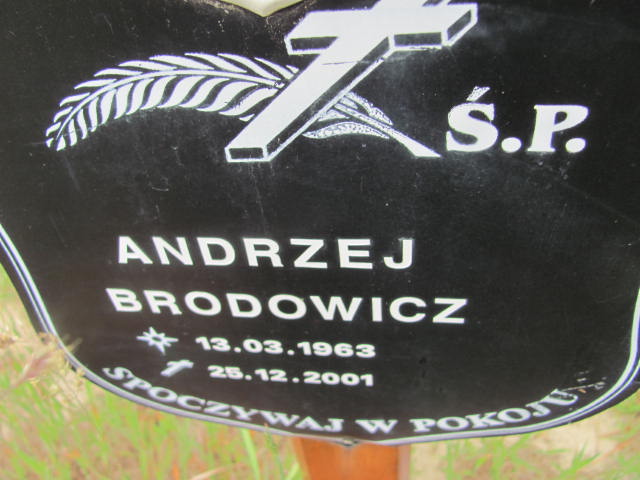 Ś.P.
ANDRZEJ
BRODOWICZ
13.03.1963
25.12.2001
SPOCZYWAJ W POKOJU